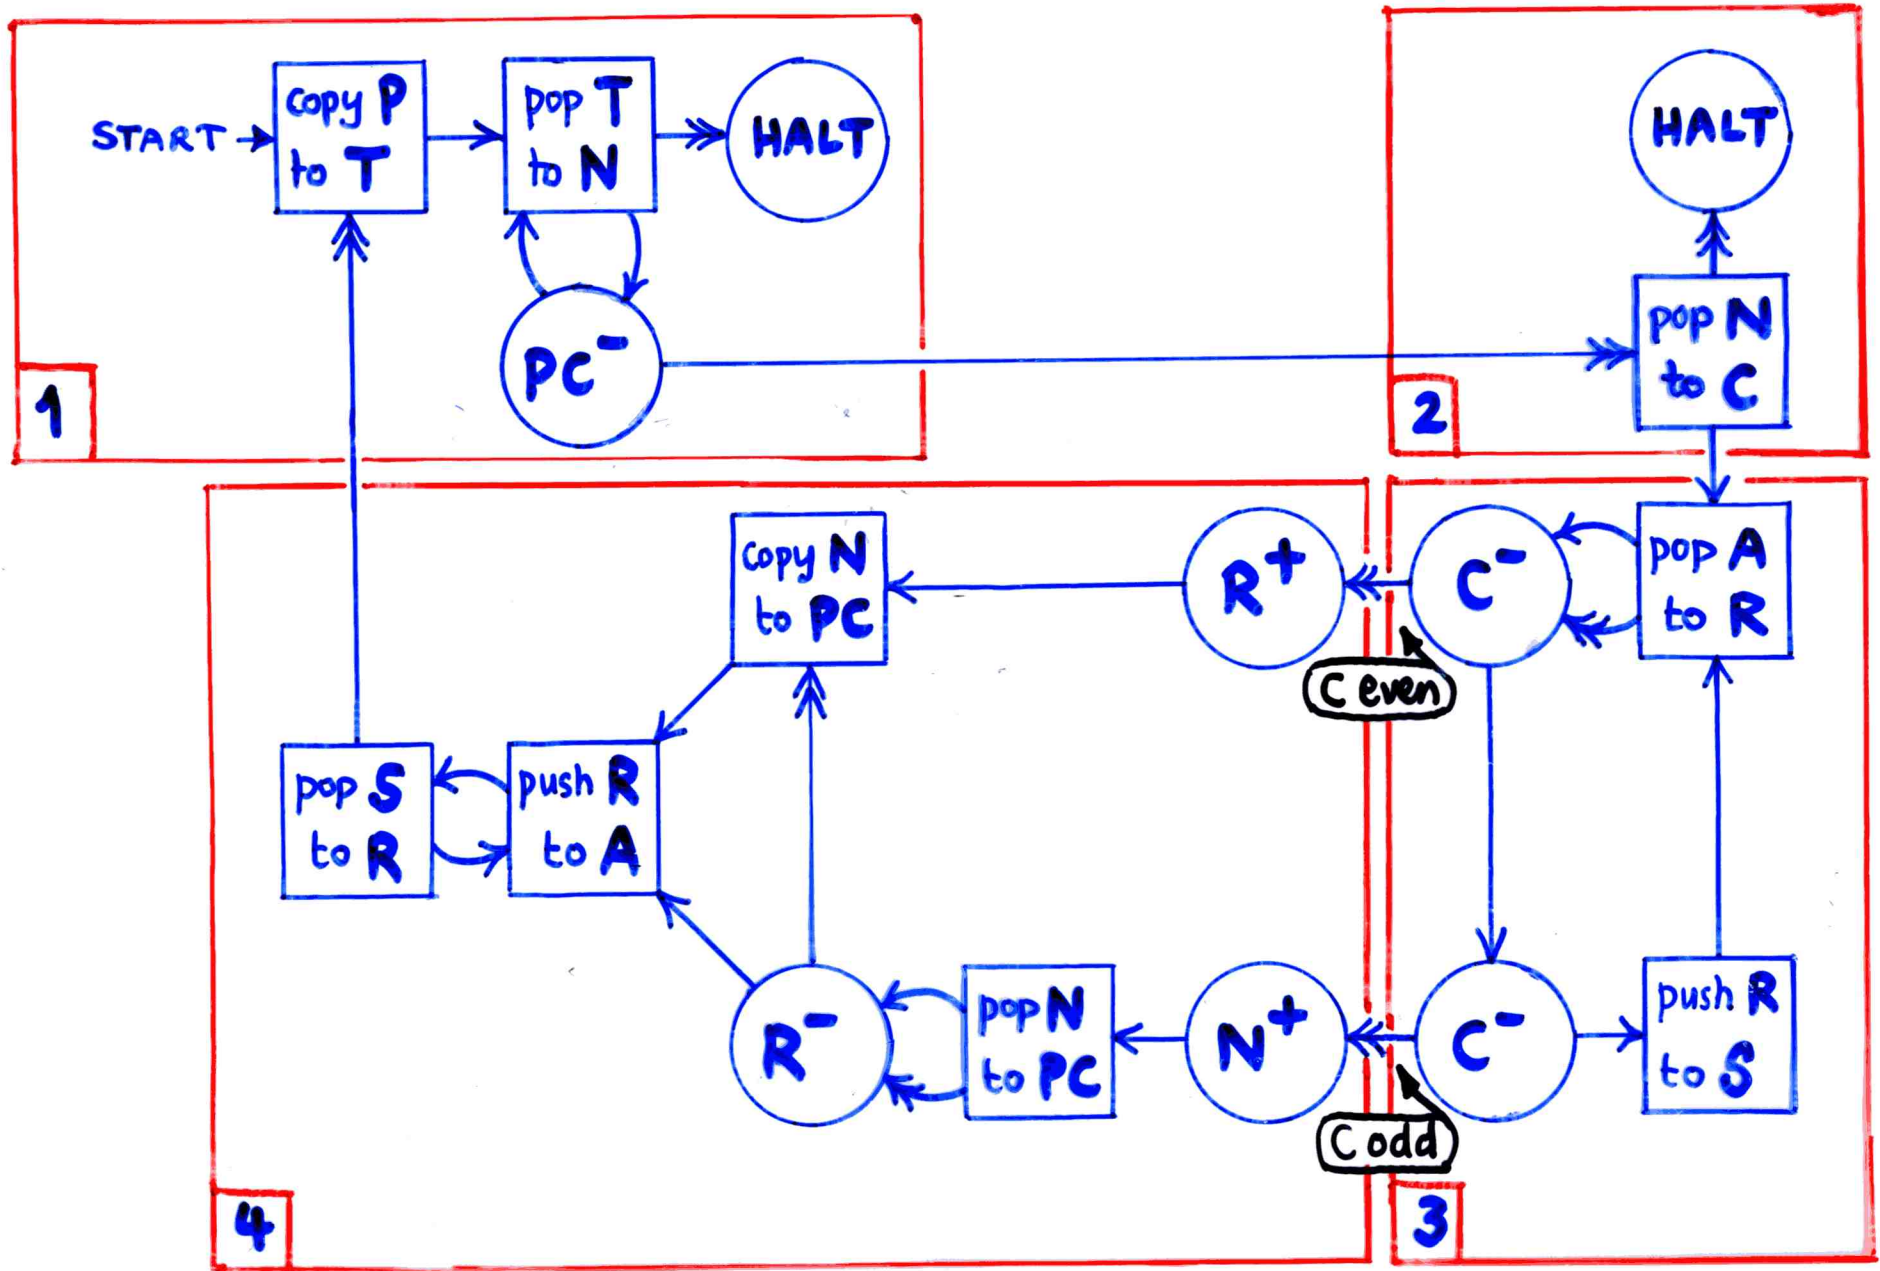 START
copy P
to T
pop T
to N
HALT
PC⁻
1
HALT
pop N
to C
2
copy N
to PC
R⁺
C⁻
pop A
to R
C even
pop S
to R
push R
to A
R⁻
pop N
to PC
N⁺
C⁻
push R
to S
C odd
4
3